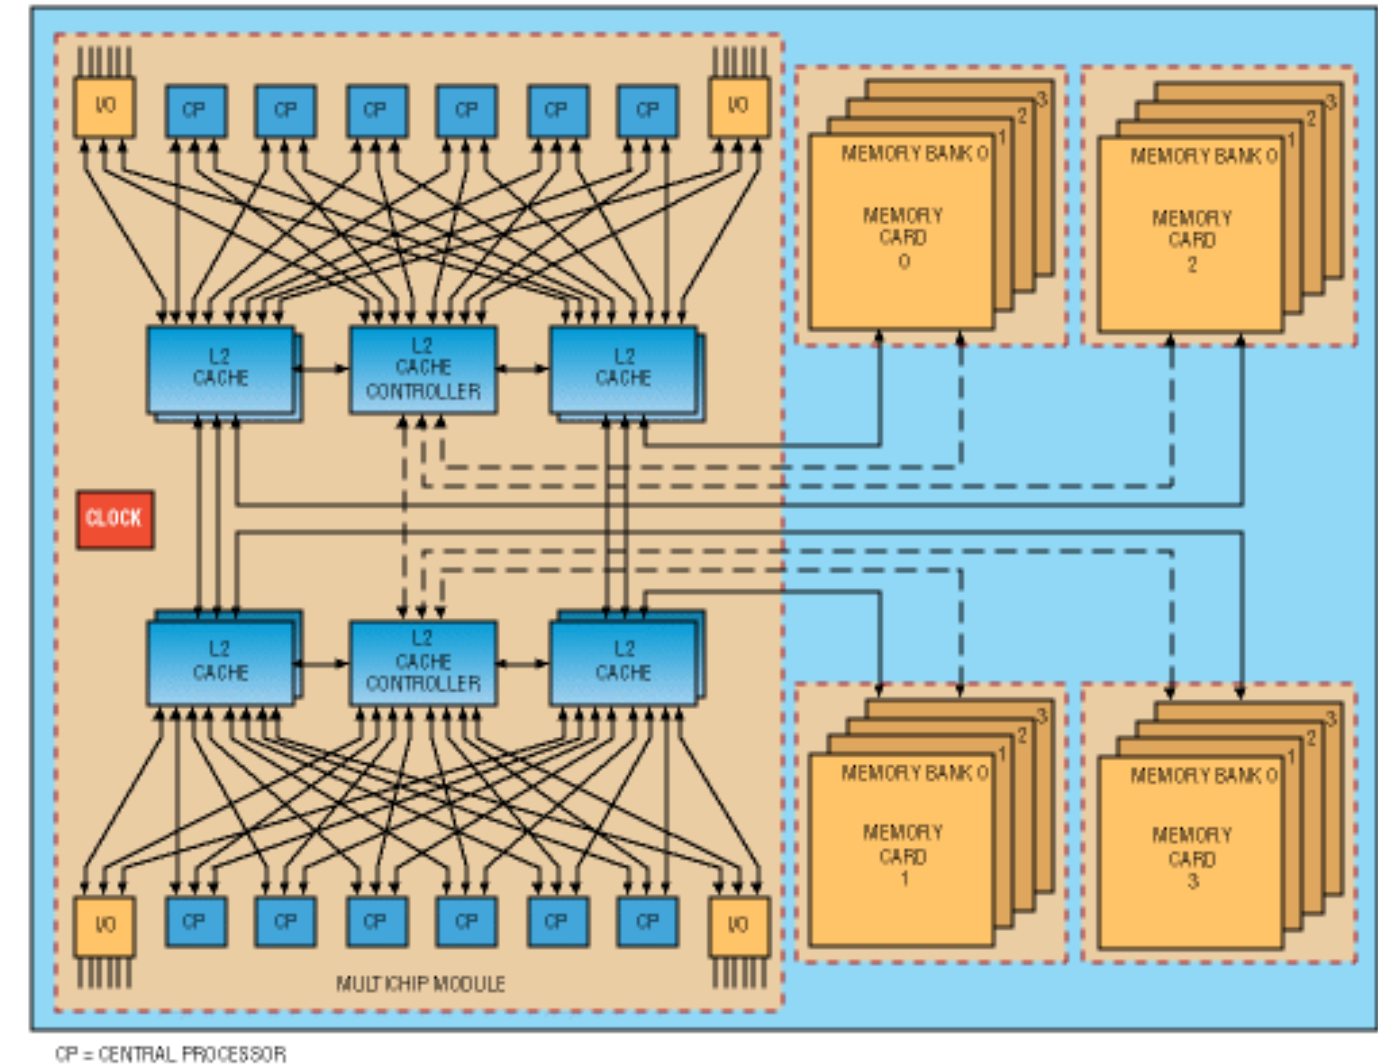 I/O
CP
CP
CP
CP
CP
CP
I/O
3
2
1
MEMORY BANK 0
MEMORY
CARD
0
3
2
1
MEMORY BANK 0
MEMORY
CARD
2
L2
CACHE
L2
CACHE
CONTROLLER
L2
CACHE
CLOCK
L2
CACHE
L2
CACHE
CONTROLLER
L2
CACHE
3
2
1
MEMORY BANK 0
MEMORY
CARD
1
3
2
1
MEMORY BANK 0
MEMORY
CARD
3
I/O
CP
CP
CP
CP
CP
CP
I/O
MULTICHIP MODULE
CP = CENTRAL PROCESSOR